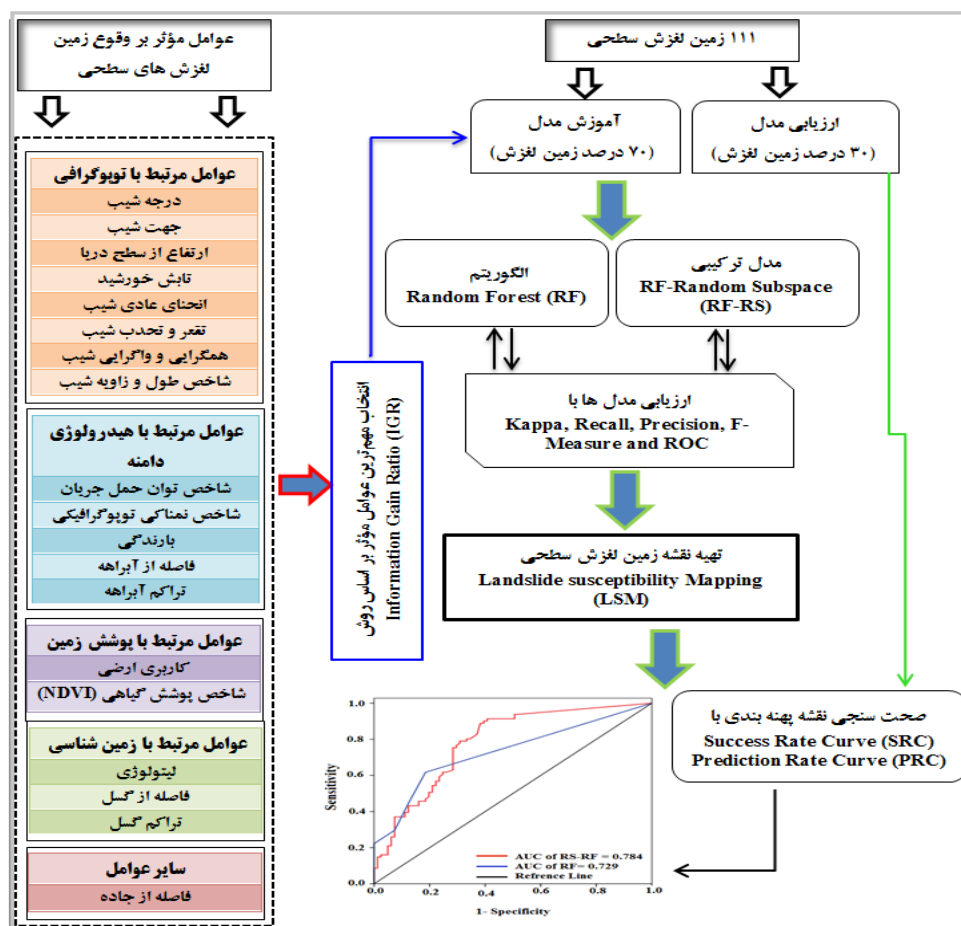 عوامل مؤثر بر وقوع زمین
لغزش های سطحی
عوامل مرتبط با توپوگرافی
درجه شیب
جهت شیب
ارتفاع از سطح دریا
تابش خورشید
انحنای عادی شیب
تقعر و تحدب شیب
همگرایی و واگرایی شیب
شاخص طول و زاویه شیب
عوامل مرتبط با هیدرولوژی
دامنه
شاخص توان حمل جریان
شاخص نمناکی توپوگرافیکی
بارندگی
فاصله از آبراهه
تراکم آبراهه
عوامل مرتبط با پوشش زمین
کاربری ارضی
شاخص پوشش گیاهی (NDVI)
عوامل مرتبط با زمین شناسی
لیتولوژی
فاصله از گسل
تراکم گسل
سایر عوامل
فاصله از جاده
انتخاب مهم‌ترین عوامل مؤثر بر اساس روش
Information Gain Ratio (IGR)
۱۱۱ زمین لغزش سطحی
ارزیابی مدل
(۳۰ درصد زمین لغزش)
آموزش مدل
(۷۰ درصد زمین لغزش)
مدل ترکیبی
RF-Random Subspace
(RF-RS)
الگوریتم
Random Forest (RF)
ارزیابی مدل ها با
Kappa, Recall, Precision, F-
Measure and ROC
تهیه نقشه زمین لغزش سطحی
Landslide susceptibility Mapping
(LSM)
صحت سنجی نقشه پهنه بندی با
Success Rate Curve (SRC)
Prediction Rate Curve (PRC)
1.0
0.8
0.6
0.4
0.2
0.0
Sensitivity
AUC of RS-RF = 0.784
AUC of RF= 0.729
Refrence Line
0.0 0.2 0.4 0.6 0.8 1.0
1- Specificity